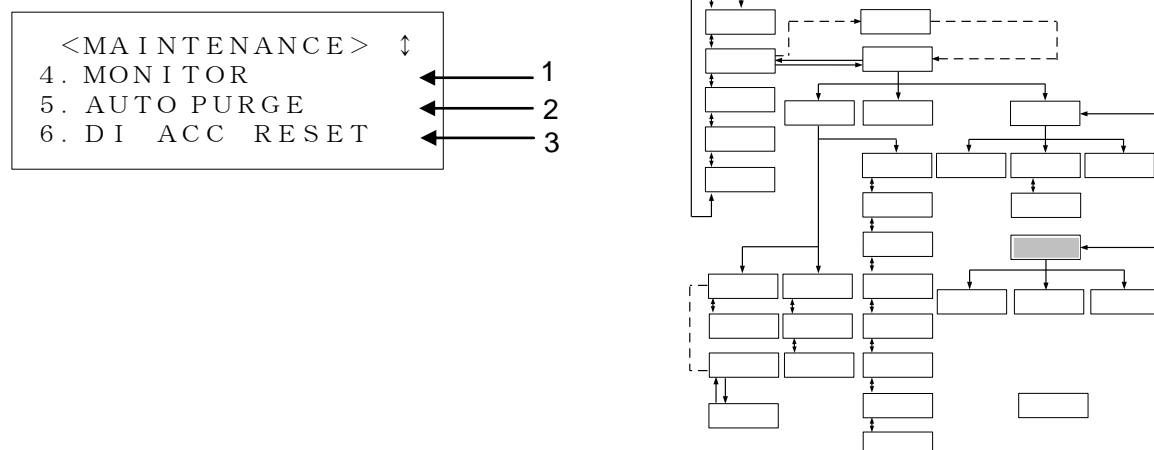 <MAINTENANCE> ↕
4. MONITOR
5. AUTO PURGE
6. DI ACC RESET
1
2
3